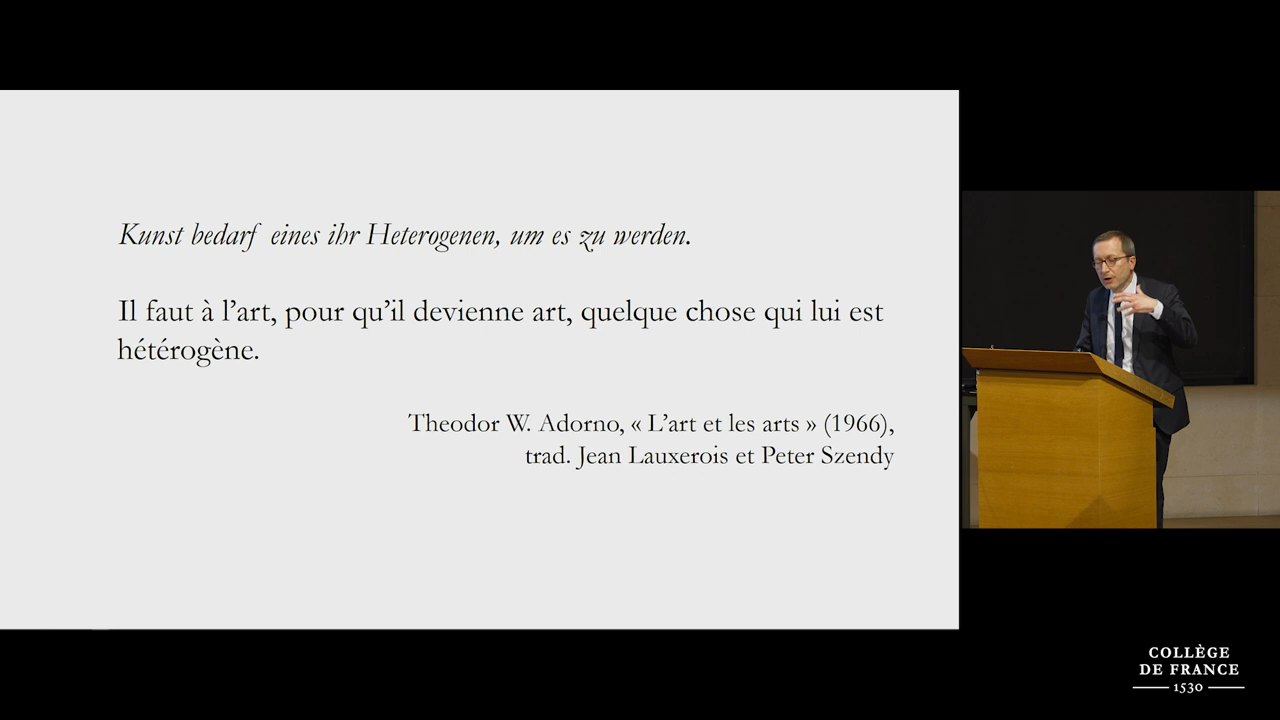 Kunst bedarf eines ihr Heterogenen, um es zu werden.
Il faut à l’art, pour qu’il devienne art, quelque chose qui lui est
hétérogène.
Theodor W. Adorno, « L’art et les arts » (1966),
trad. Jean Lauxerois et Peter Szendy
COLLÈGE
DE FRANCE
1530